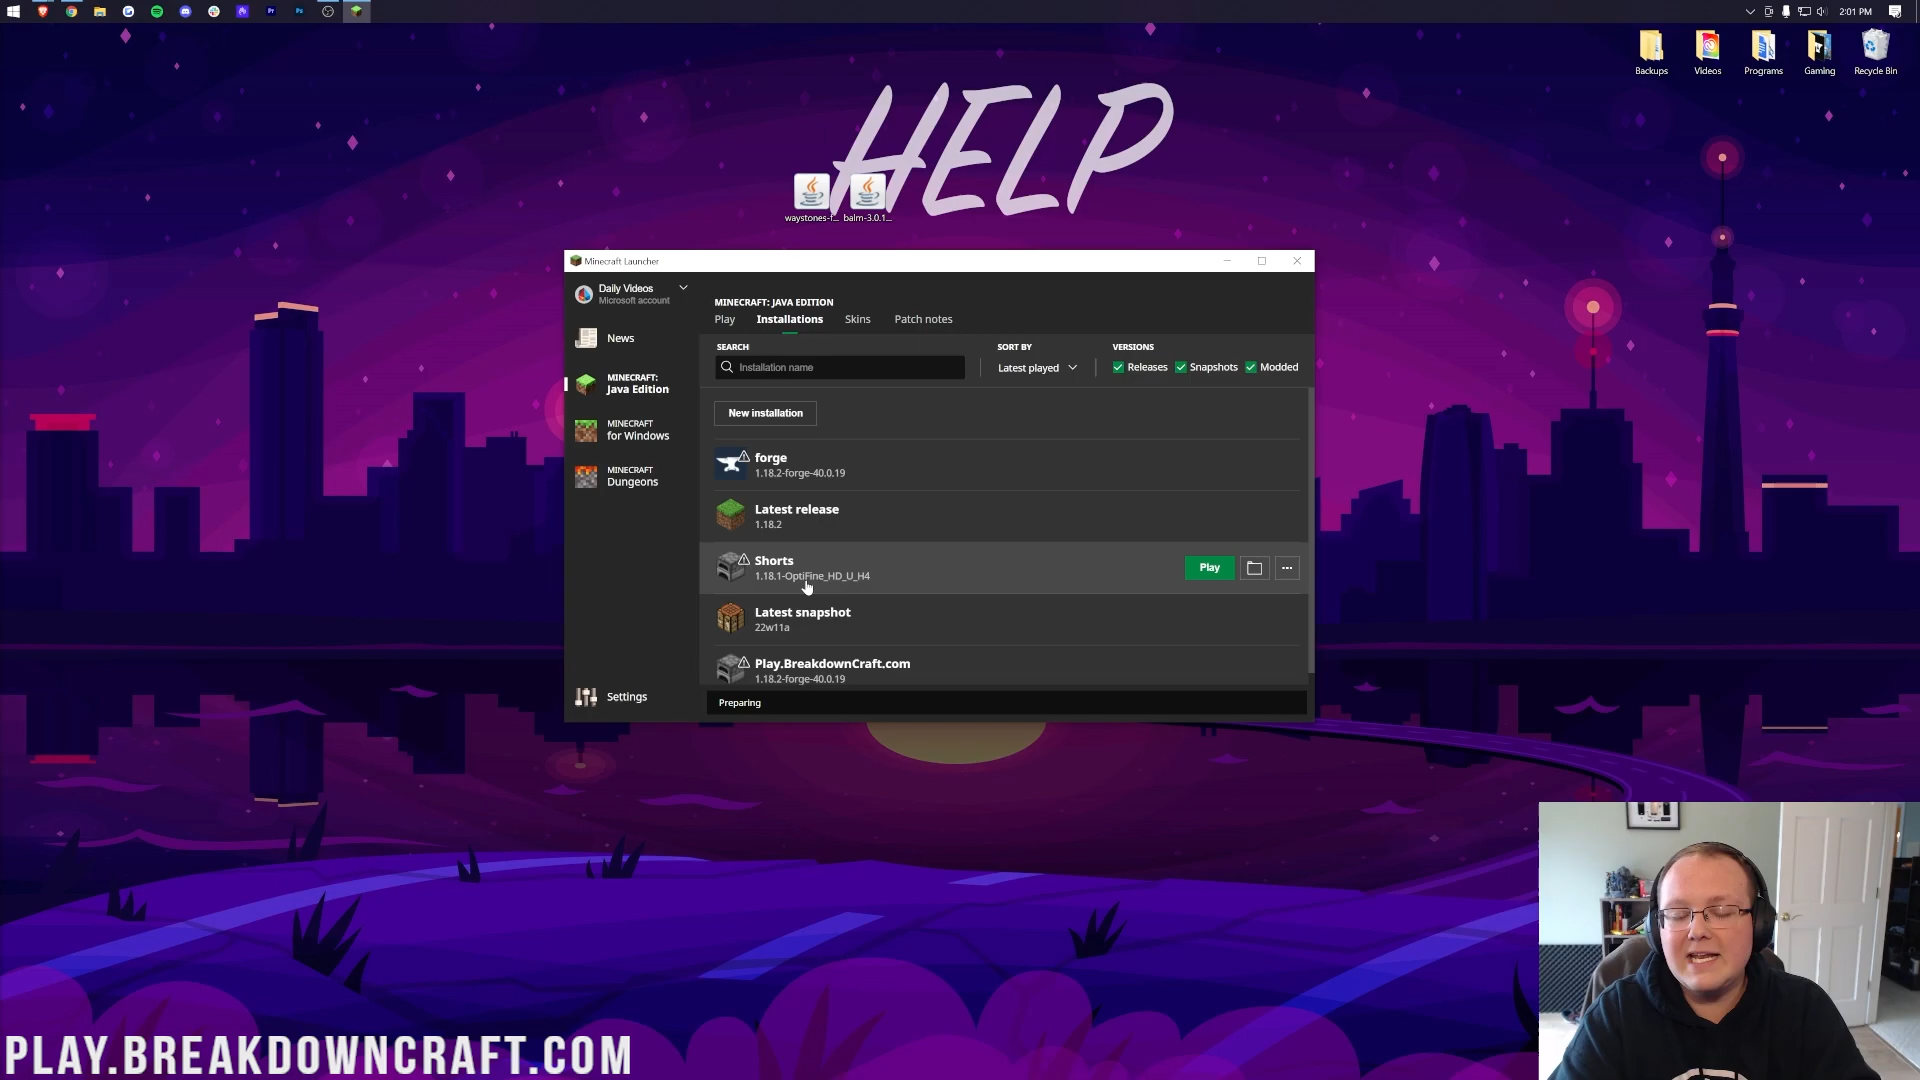 2:01 PM
Backups
Videos
Programs
Gaming
Recycle Bin
HELP
waystones-f...
balm-3.0.1...
Minecraft Launcher
Daily Videos
Microsoft account
News
MINECRAFT:
Java Edition
MINECRAFT
for Windows
MINECRAFT
Dungeons
Settings
MINECRAFT: JAVA EDITION
Play Installations Skins Patch notes
SEARCH
Installation name
SORT BY
Latest played
VERSIONS
Releases Snapshots Modded
New installation
forge
1.18.2-forge-40.0.19
Latest release
1.18.2
Shorts
1.18.1-OptiFine_HD_U_H4
Play
Latest snapshot
22w11a
Play.BreakdownCraft.com
1.18.2-forge-40.0.19
Preparing
PLAY.BREAKDOWNCRAFT.COM